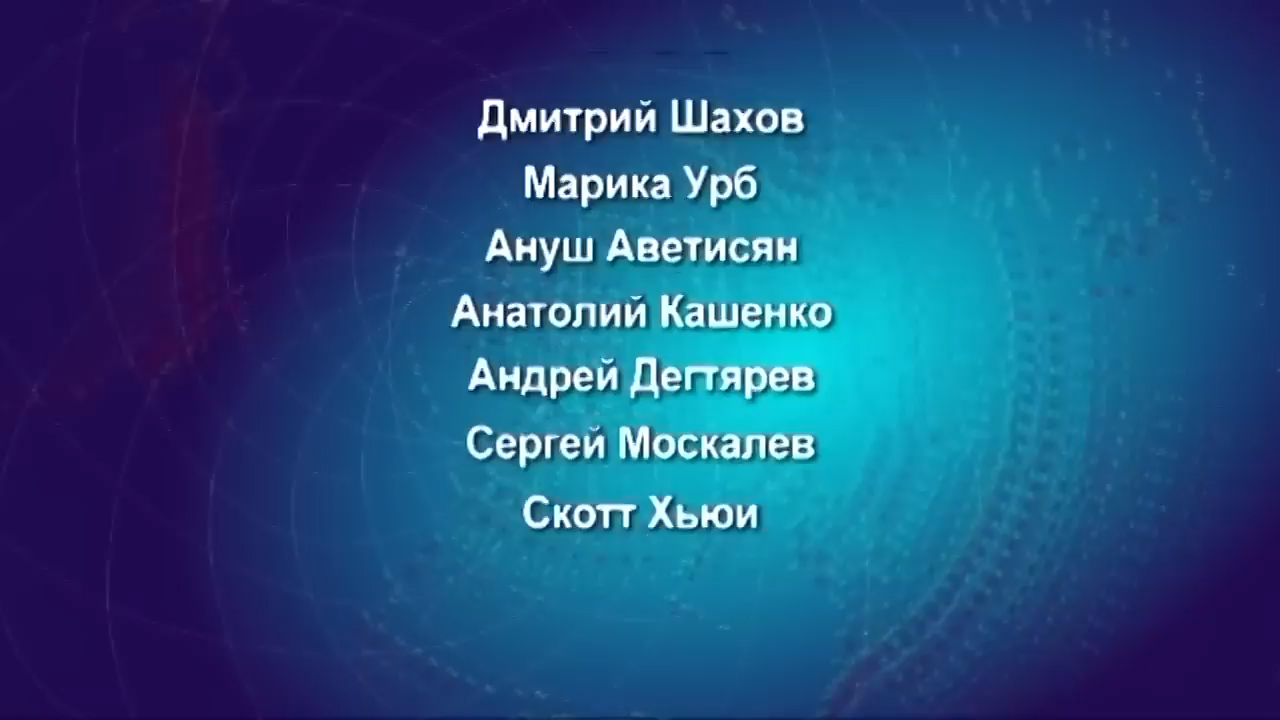 Дмитрий Шахов
Марика Урб
Ануш Аветисян
Анатолий Кашенко
Андрей Дегтярев
Сергей Москалев
Скотт Хьюи